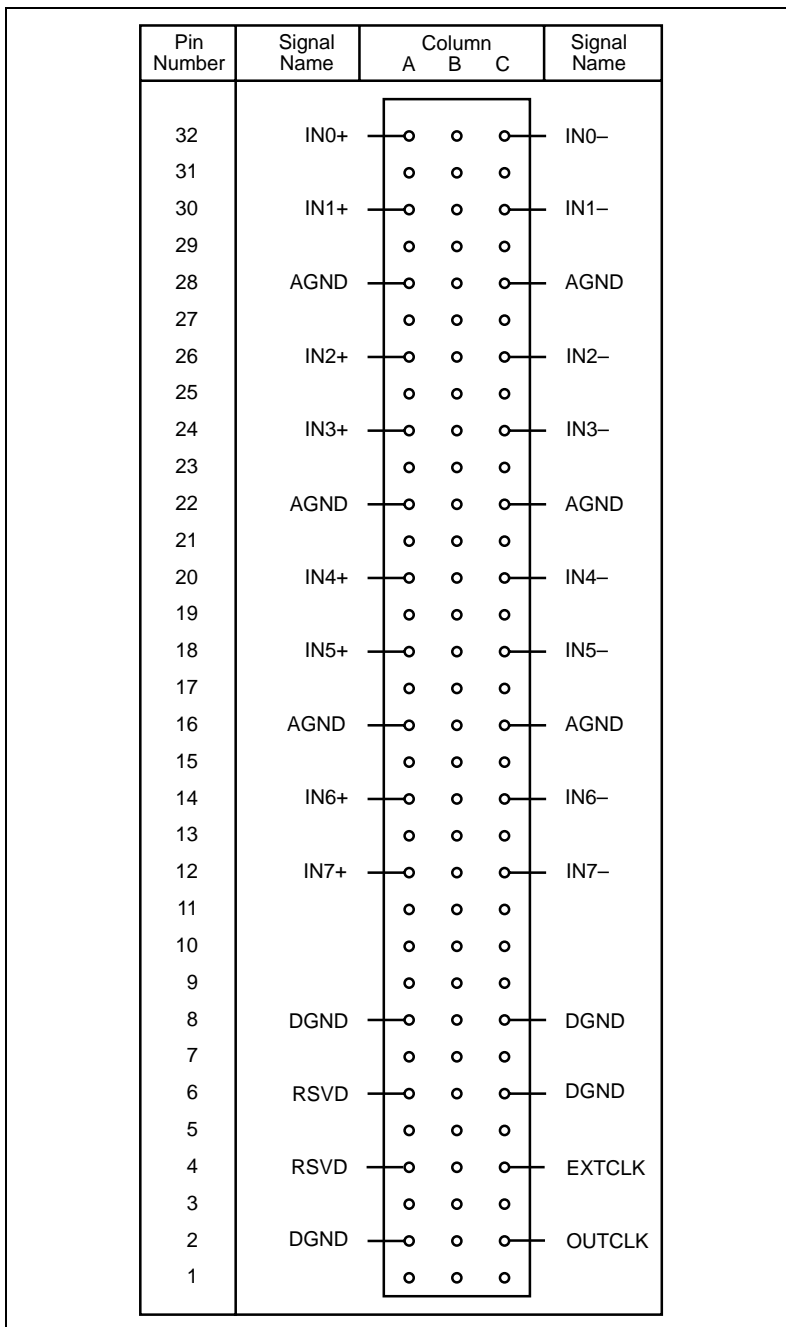 Pin Number Signal Name Column A B C Signal Name
32 IN0+ IN0–
31
30 IN1+ IN1–
29
28 AGND AGND
27
26 IN2+ IN2–
25
24 IN3+ IN3–
23
22 AGND AGND
21
20 IN4+ IN4–
19
18 IN5+ IN5–
17
16 AGND AGND
15
14 IN6+ IN6–
13
12 IN7+ IN7–
11
10
9
8 DGND DGND
7
6 RSVD DGND
5
4 RSVD EXTCLK
3
2 DGND OUTCLK
1